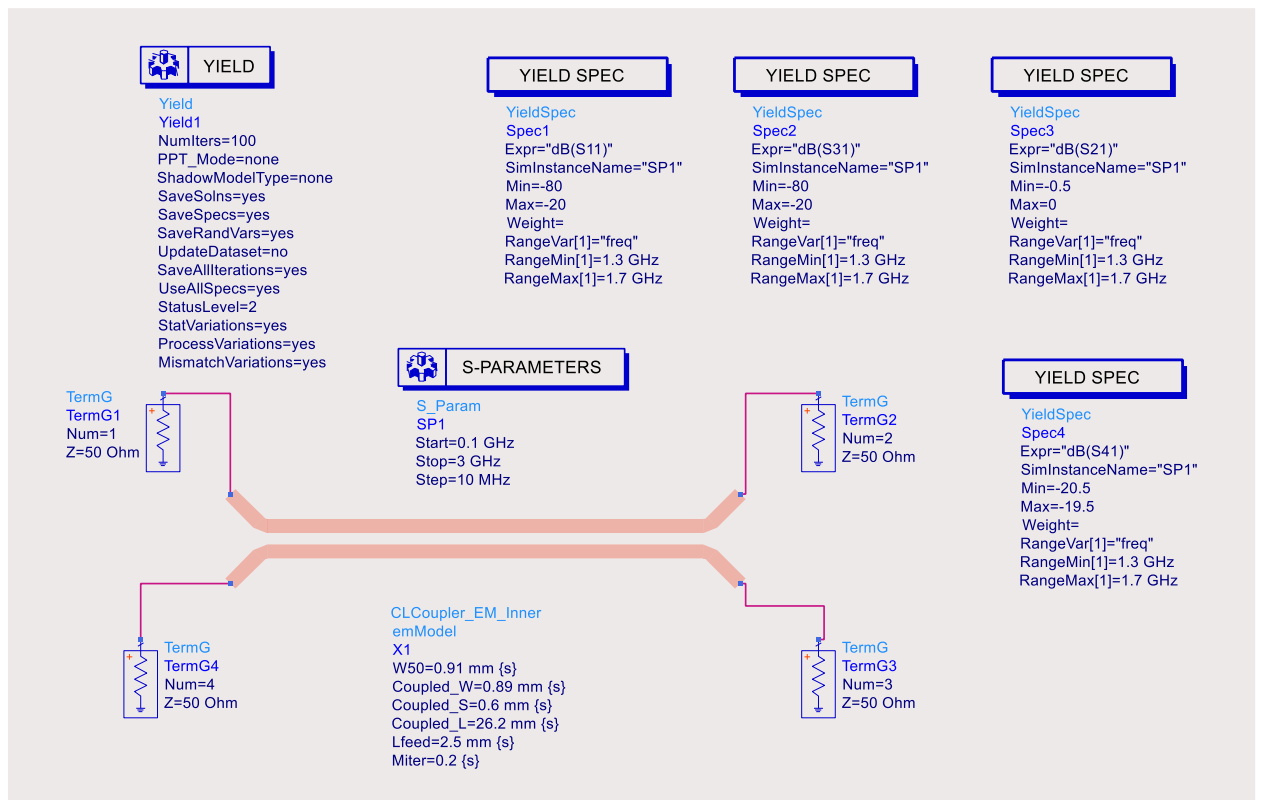 YIELD
Yield
Yield1
NumIters=100
PPT_Mode=none
ShadowModelType=none
SaveSolns=yes
SaveSpecs=yes
SaveRandVars=yes
UpdateDataset=no
SaveAllIterations=yes
UseAllSpecs=yes
StatusLevel=2
StatVariations=yes
ProcessVariations=yes
MismatchVariations=yes
YIELD SPEC
YieldSpec
Spec1
Expr="dB(S11)"
SimInstanceName="SP1"
Min=-80
Max=-20
Weight=
RangeVar[1]="freq"
RangeMin[1]=1.3 GHz
RangeMax[1]=1.7 GHz
YIELD SPEC
YieldSpec
Spec2
Expr="dB(S31)"
SimInstanceName="SP1"
Min=-80
Max=-20
Weight=
RangeVar[1]="freq"
RangeMin[1]=1.3 GHz
RangeMax[1]=1.7 GHz
YIELD SPEC
YieldSpec
Spec3
Expr="dB(S21)"
SimInstanceName="SP1"
Min=-0.5
Max=0
Weight=
RangeVar[1]="freq"
RangeMin[1]=1.3 GHz
RangeMax[1]=1.7 GHz
TermG
TermG1
Num=1
Z=50 Ohm
+
S-PARAMETERS
S_Param
SP1
Start=0.1 GHz
Stop=3 GHz
Step=10 MHz
+
TermG
TermG2
Num=2
Z=50 Ohm
YIELD SPEC
YieldSpec
Spec4
Expr="dB(S41)"
SimInstanceName="SP1"
Min=-20.5
Max=-19.5
Weight=
RangeVar[1]="freq"
RangeMin[1]=1.3 GHz
RangeMax[1]=1.7 GHz
+
TermG
TermG4
Num=4
Z=50 Ohm
CLCoupler_EM_Inner
emModel
X1
W50=0.91 mm {s}
Coupled_W=0.89 mm {s}
Coupled_S=0.6 mm {s}
Coupled_L=26.2 mm {s}
Lfeed=2.5 mm {s}
Miter=0.2 {s}
+
TermG
TermG3
Num=3
Z=50 Ohm